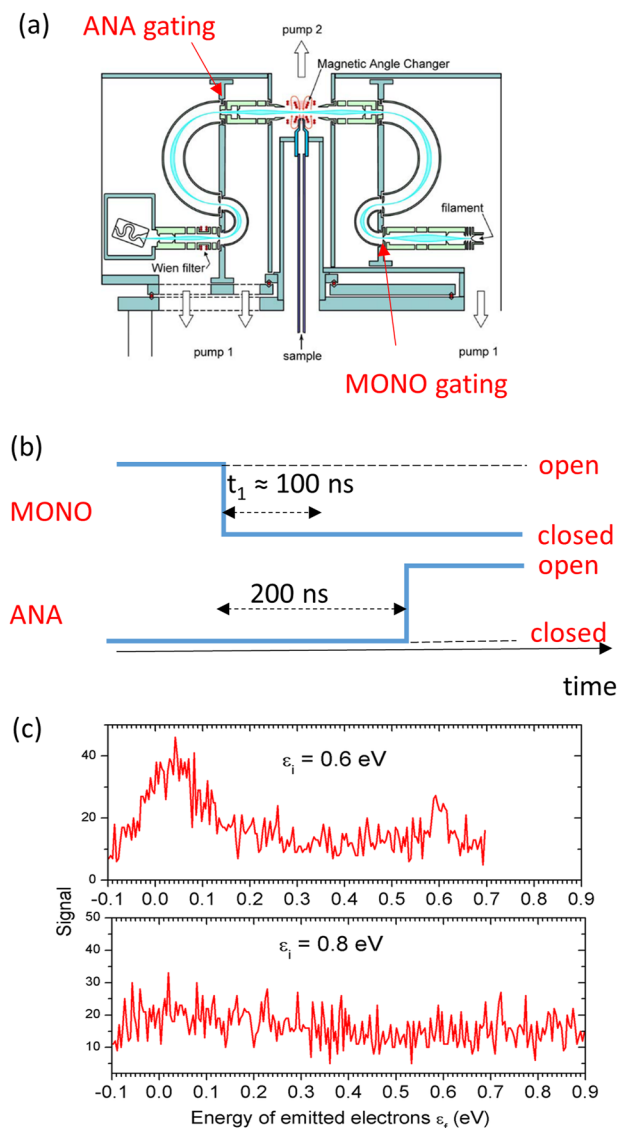 (a)
ANA gating
pump 2
Magnetic Angle Changer
filament
Wien filter
pump 1
sample
pump 1
MONO gating
(b)
open
t₁ ≈ 100 ns
MONO
closed
open
200 ns
ANA
closed
time
(c)
40
εᵢ = 0.6 eV
20
0
-0.1 0.0 0.1 0.2 0.3 0.4 0.5 0.6 0.7 0.8 0.9
Signal
50
εᵢ = 0.8 eV
40
30
20
10
-0.1 0.0 0.1 0.2 0.3 0.4 0.5 0.6 0.7 0.8 0.9
Energy of emitted electrons εf (eV)